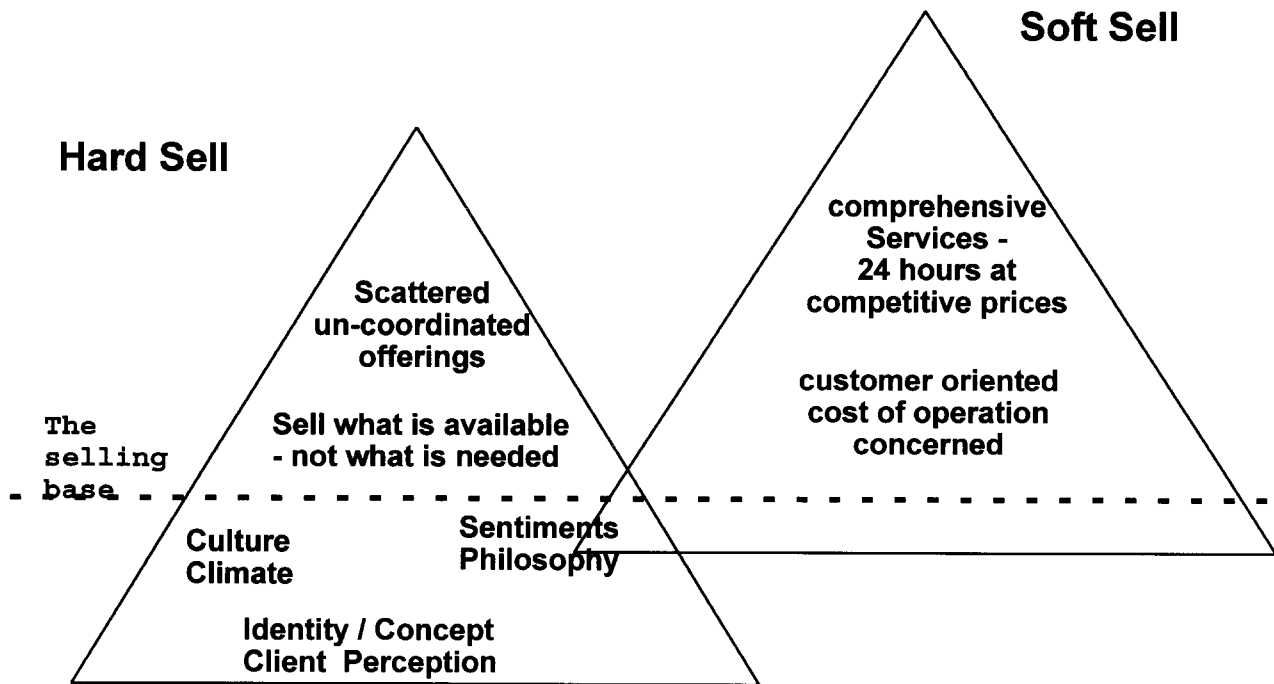 Soft Sell
Hard Sell
comprehensive
Services -
24 hours at
competitive prices
customer oriented
cost of operation
concerned
Scattered
un-coordinated
offerings
Sell what is available
- not what is needed
The
selling
base
Culture
Climate
Sentiments
Philosophy
Identity / Concept
Client Perception